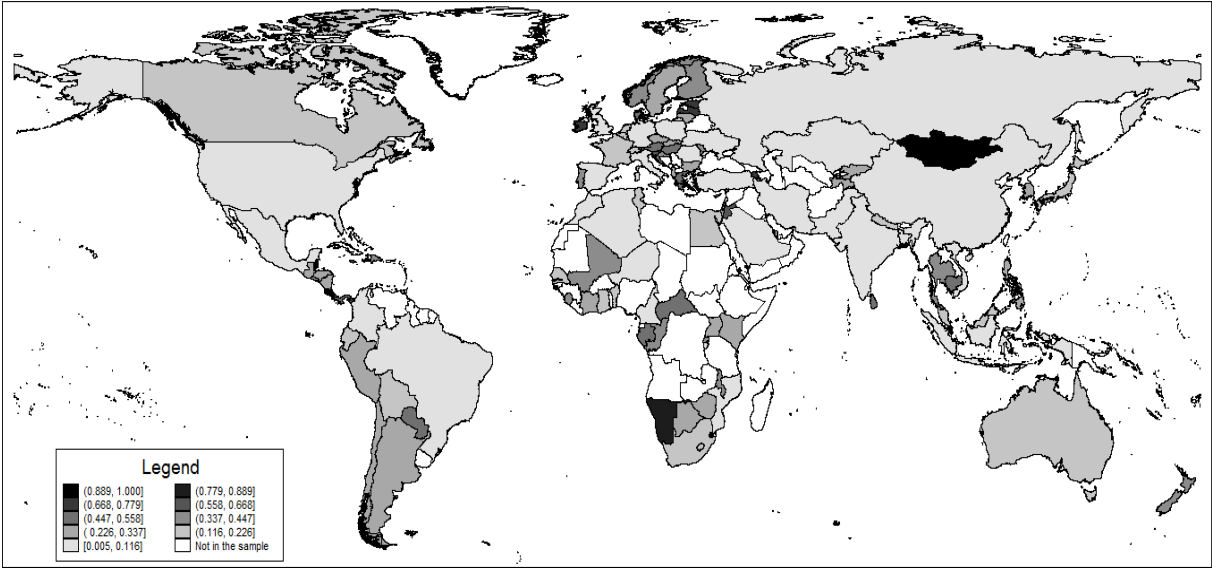 Legend
(0.889, 1.000] (0.779, 0.889]
(0.668, 0.779] (0.558, 0.668]
(0.447, 0.558] (0.337, 0.447]
( 0.226, 0.337] (0.116, 0.226]
[0.005, 0.116] Not in the sample